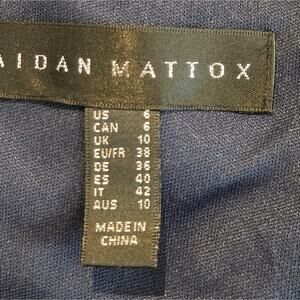 AIDAN MATTOX
US 6
CAN 6
UK 10
EU/FR 38
DE 36
ES 40
IT 42
AUS 10
MADE IN
CHINA